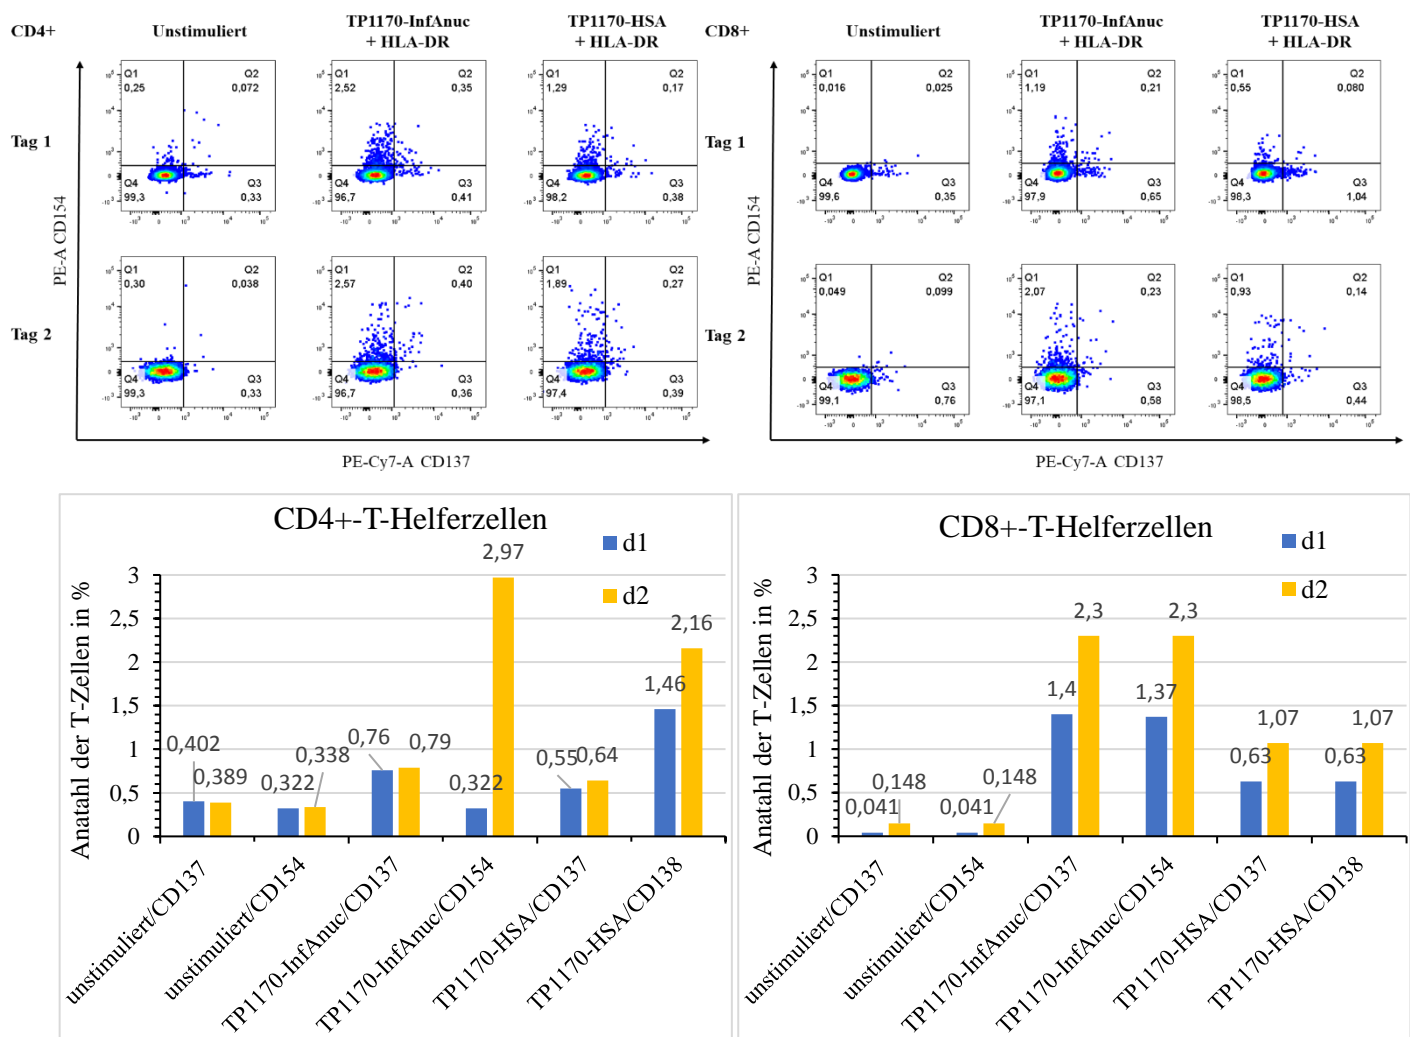 CD4+
Unstimuliert
TP1170-InfAnuc
+ HLA-DR
TP1170-HSA
+ HLA-DR
CD8+
Unstimuliert
TP1170-InfAnuc
+ HLA-DR
TP1170-HSA
+ HLA-DR
Tag 1
Q1 Q2
0,25 0,072
Q4 Q3
99,3 0,33
Q1 Q2
2,52 0,35
Q4 Q3
96,7 0,41
Q1 Q2
1,29 0,17
Q4 Q3
98,2 0,38
Tag 1
Q1 Q2
0,016 0,025
Q4 Q3
99,6 0,35
Q1 Q2
1,19 0,21
Q4 Q3
97,9 0,65
Q1 Q2
0,55 0,080
Q4 Q3
98,3 1,04
Tag 2
Q1 Q2
0,30 0,038
Q4 Q3
99,3 0,33
Q1 Q2
2,57 0,40
Q4 Q3
96,7 0,36
Q1 Q2
1,89 0,27
Q4 Q3
97,4 0,39
Tag 2
Q1 Q2
0,049 0,099
Q4 Q3
99,1 0,76
Q1 Q2
2,07 0,23
Q4 Q3
97,1 0,58
Q1 Q2
0,93 0,14
Q4 Q3
98,5 0,44
PE-A CD154
PE-Cy7-A CD137
PE-A CD154
PE-Cy7-A CD137
CD4+-T-Helferzellen
d1
d2
Anatahl der T-Zellen in %
3
2,5
2
1,5
1
0,5
0
0,402
0,389
0,322
0,338
0,76
0,79
0,322
2,97
0,55
0,64
1,46
2,16
unstimuliert/CD137
unstimuliert/CD154
TP1170-InfAnuc/CD137
TP1170-InfAnuc/CD154
TP1170-HSA/CD137
TP1170-HSA/CD138
CD8+-T-Helferzellen
d1
d2
Anatahl der T-Zellen in %
3
2,5
2
1,5
1
0,5
0
0,041
0,148
0,041
0,148
1,4
2,3
1,37
2,3
0,63
1,07
0,63
1,07
unstimuliert/CD137
unstimuliert/CD154
TP1170-InfAnuc/CD137
TP1170-InfAnuc/CD154
TP1170-HSA/CD137
TP1170-HSA/CD138